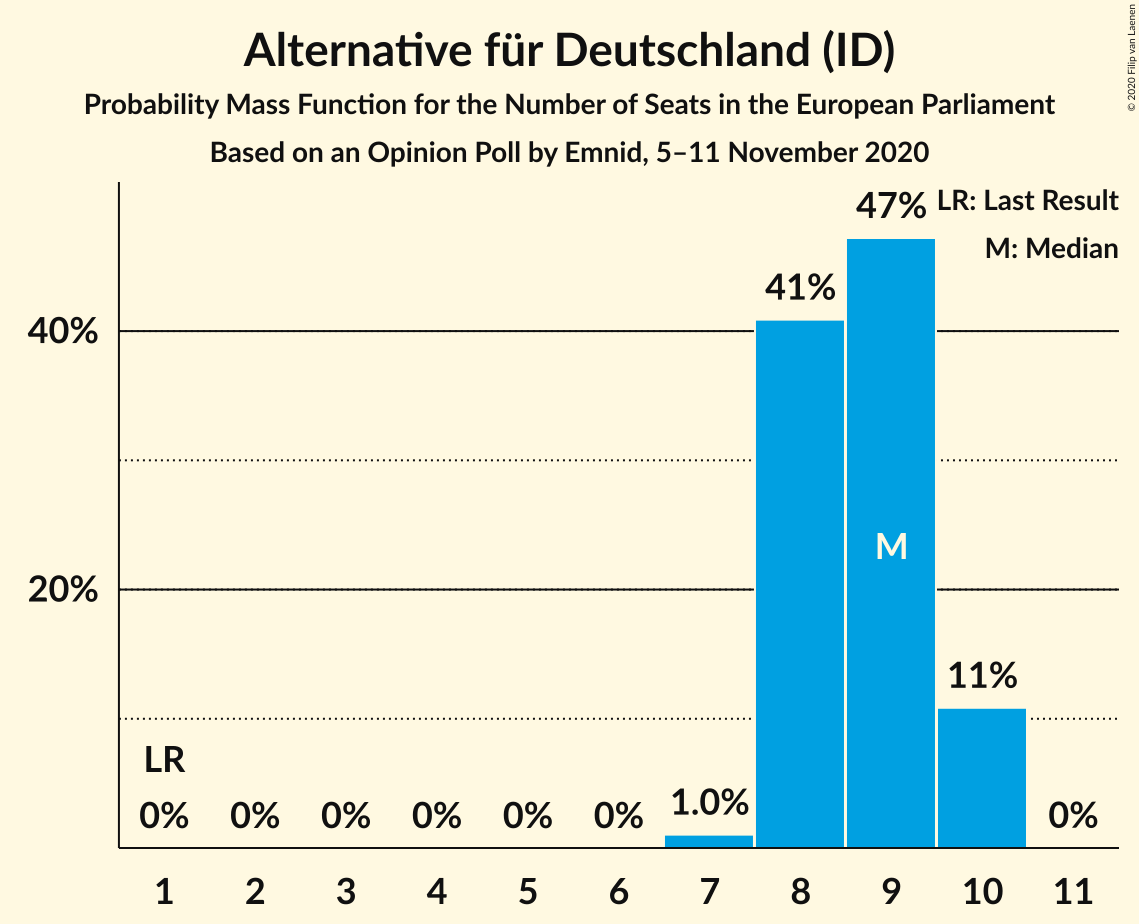 Alternative für Deutschland (ID)
Probability Mass Function for the Number of Seats in the European Parliament
Based on an Opinion Poll by Emnid, 5–11 November 2020
© 2020 Filip van Laenen
LR: Last Result
M: Median
47%
41%
40%
M
20%
11%
LR
1.0%
0% 0% 0% 0% 0% 0% 0%
1 2 3 4 5 6 7 8 9 10 11